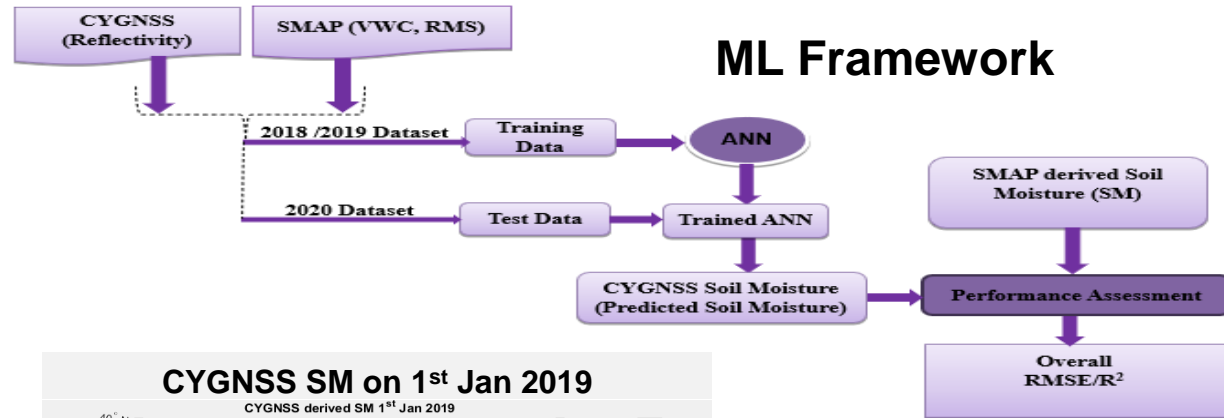 CYGNSS
(Reflectivity)
SMAP (VWC, RMS)
ML Framework
2018 /2019 Dataset
Training
Data
ANN
SMAP derived Soil
Moisture (SM)
2020 Dataset
Test Data
Trained ANN
CYGNSS Soil Moisture
(Predicted Soil Moisture)
Performance Assessment
Overall
RMSE/R²
CYGNSS SM on 1st Jan 2019
CYGNSS derived SM 1st Jan 2019